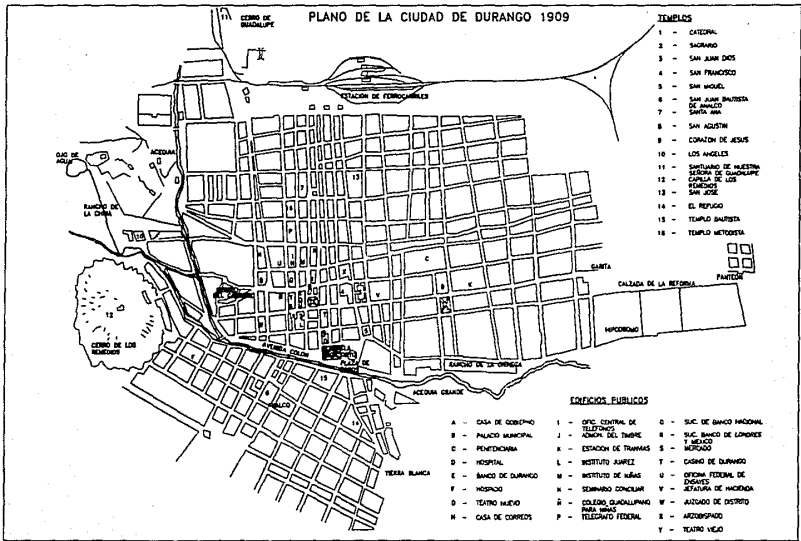 PLANO DE LA CIUDAD DE DURANGO 1909
CERRO DE
GUADALUPE
ESTACION DE FERROCARRILES
ACEQUIA
OJO DE
AGUA
RANCHO DE
LA CHINA
12
CERRO DE LOS
REMEDIOS
AVENIDA COLON
PLAZA DE
ANALCO
ACEQUIA GRANDE
TIERRA BLANCA
RANCHO DE LA CIENEGA
GARITA
CALZADA DE LA REFORMA
HIPODROMO
PANTEON
TEMPLOS
1 - CATEDRAL
2 - SAGRARIO
3 - SAN JUAN DIOS
4 - SAN FRANCISCO
5 - SAN MIGUEL
6 - SAN JUAN BAUTISTA
DE ANALCO
7 - SANTA ANA
8 - SAN AGUSTIN
9 - CORAZON DE JESUS
10 - LOS ANGELES
11 - SANTUARIO DE NUESTRA
SEÑORA DE GUADALUPE
12 - CAPILLA DE LOS
REMEDIOS
13 - SAN JOSE
14 - EL REFUGIO
15 - TEMPLO BAUTISTA
16 - TEMPLO METODISTA
EDIFICIOS PUBLICOS
A - CASA DE GOBIERNO
B - PALACIO MUNICIPAL
C - PENITENCIARIA
D - HOSPITAL
E - BANCO DE DURANGO
F - HOSPICIO
O - TEATRO NUEVO
H - CASA DE CORREOS
I - OFIC. CENTRAL DE
TELEFONOS
J - ADMON. DEL TIMBRE
K - ESTACION DE TRANVIAS
L - INSTITUTO JUAREZ
M - INSTITUTO DE NIÑAS
N - SEMINARIO CONCILIAR
Ñ - COLEGIO GUADALUPANO
PARA NIÑAS
P - TELEGRAFO FEDERAL
Q - SUC. DE BANCO NACIONAL
R - SUC. BANCO DE LONDRES
Y MEXICO
S - MERCADO
T - CASINO DE DURANGO
U - OFICINA FEDERAL DE
ENSAYES
V - JEFATURA DE HACIENDA
W - JUZGADO DE DISTRITO
X - ARZOBISPADO
Y - TEATRO VIEJO